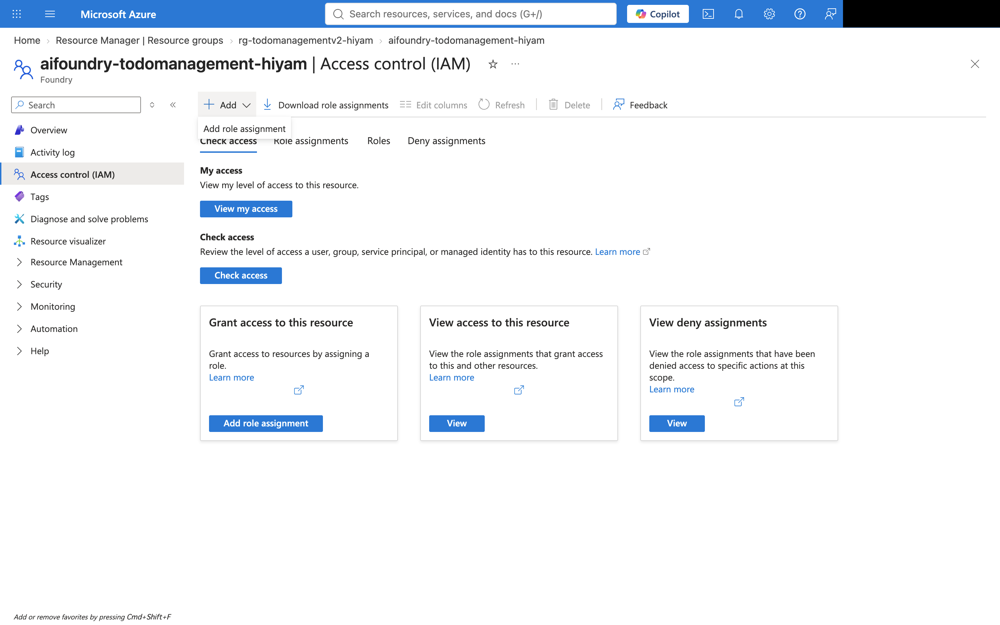 Microsoft Azure
Search resources, services, and docs (G+/)
Copilot
Home > Resource Manager | Resource groups > rg-todomanagementv2-hiyam > aifoundry-todomanagement-hiyam
aifoundry-todomanagement-hiyam | Access control (IAM)
Foundry
Search
Add
Download role assignments
Edit columns
Refresh
Delete
Feedback
Add role assignment
Check access
Role assignments
Roles
Deny assignments
Overview
Activity log
Access control (IAM)
Tags
Diagnose and solve problems
Resource visualizer
Resource Management
Security
Monitoring
Automation
Help
My access
View my level of access to this resource.
View my access
Check access
Review the level of access a user, group, service principal, or managed identity has to this resource. Learn more
Check access
Grant access to this resource
Grant access to resources by assigning a
role.
Learn more
Add role assignment
View access to this resource
View the role assignments that grant access
to this and other resources.
Learn more
View
View deny assignments
View the role assignments that have been
denied access to specific actions at this
scope.
Learn more
View
Add or remove favorites by pressing Cmd+Shift+F